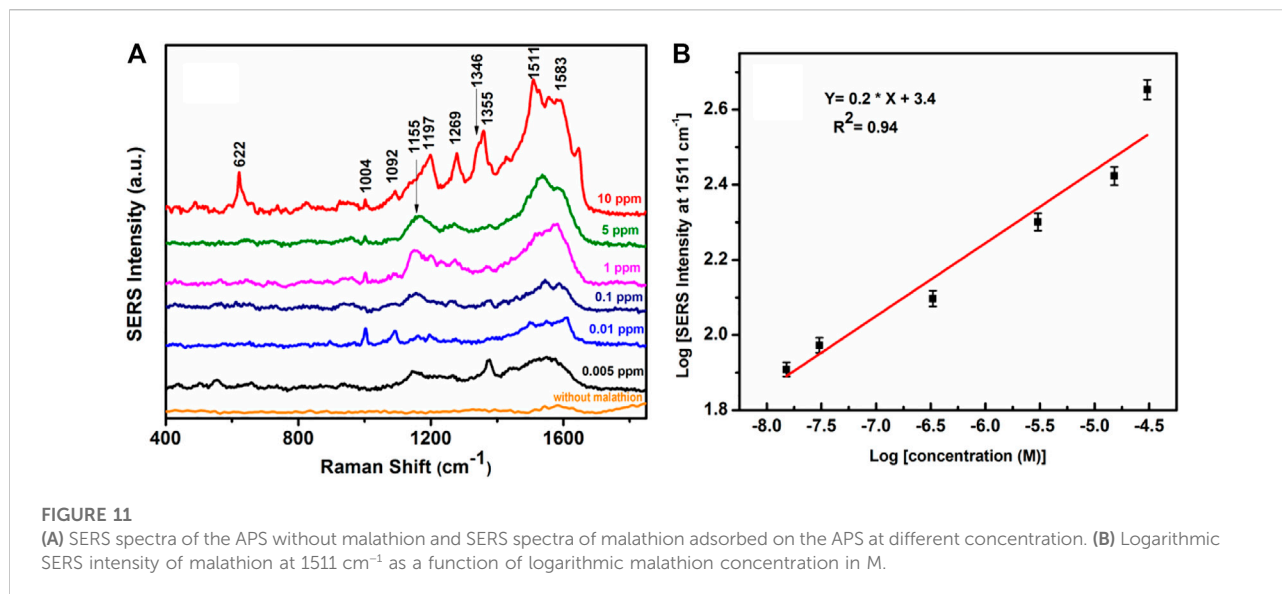 A
SERS Intensity (a.u.)
622
1004
1092
1155
1197
1269
1346
1355
1511
1583
10 ppm
5 ppm
1 ppm
0.1 ppm
0.01 ppm
0.005 ppm
without malathion
400
800
1200
1600
Raman Shift (cm⁻¹)
B
Log [SERS Intensity at 1511 cm⁻¹]
Y= 0.2 * X + 3.4
R²= 0.94
2.6
2.4
2.2
2.0
1.8
-8.0
-7.5
-7.0
-6.5
-6.0
-5.5
-5.0
-4.5
Log [concentration (M)]
FIGURE 11
(A) SERS spectra of the APS without malathion and SERS spectra of malathion adsorbed on the APS at different concentration. (B) Logarithmic
SERS intensity of malathion at 1511 cm⁻¹ as a function of logarithmic malathion concentration in M.